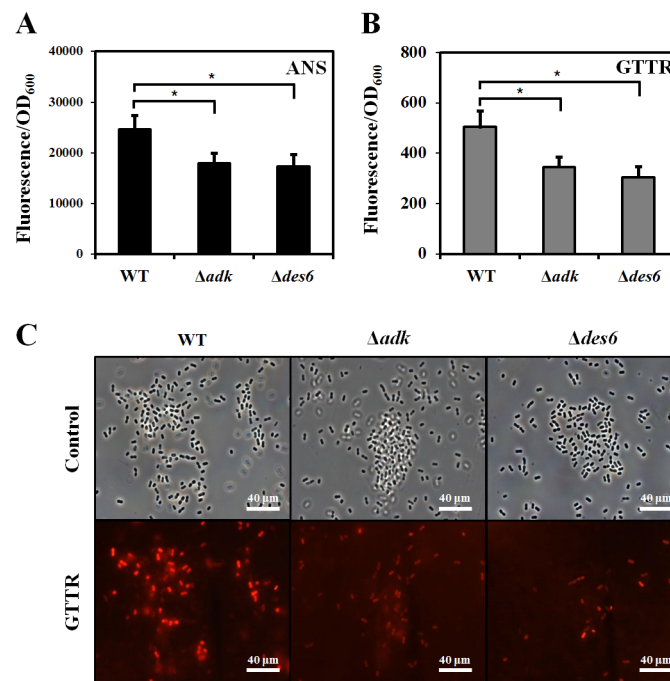 A
ANS
Fluorescence/OD600
40000
30000
20000
10000
0
*
*
WT
Δadk
Δdes6
B
GTTR
Fluorescence/OD600
800
600
400
200
0
*
*
WT
Δadk
Δdes6
C
WT
Δadk
Δdes6
Control
40 μm
40 μm
40 μm
GTTR
40 μm
40 μm
40 μm